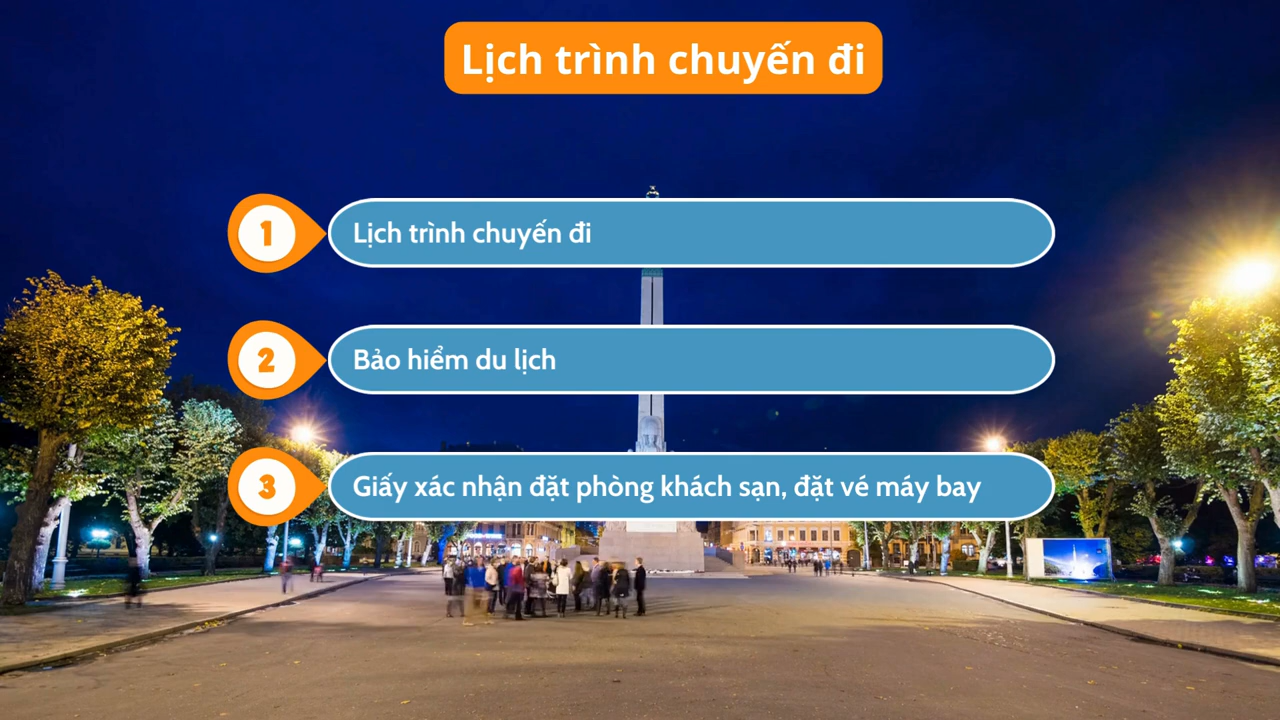 Lịch trình chuyến đi
1
Lịch trình chuyến đi
2
Bảo hiểm du lịch
3
Giấy xác nhận đặt phòng khách sạn, đặt vé máy bay